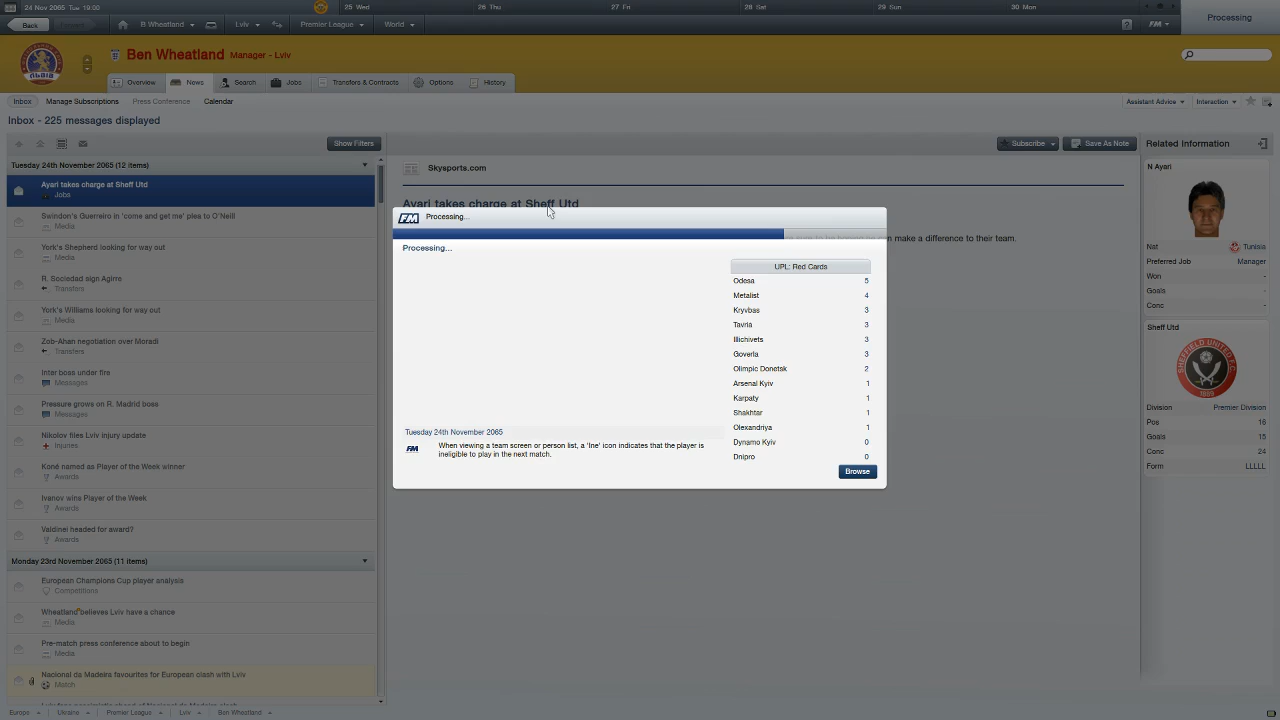 24 Nov 2065 Tue 19:00
25 Wed
26 Thu
27 Fri
28 Sat
29 Sun
30 Mon
Back
B Wheatland
Lviv
Premier League
World
FM
Processing
Ben Wheatland Manager - Lviv
Overview
News
Search
Jobs
Transfers & Contracts
Options
History
Inbox
Manage Subscriptions
Press Conference
Calendar
Assistant Advice
Interaction
Inbox - 225 messages displayed
Show Filters
Subscribe
Save As Note
Related Information
Tuesday 24th November 2065 (12 items)
Ayari takes charge at Sheff Utd
Jobs
Swindon's Guerreiro in 'come and get me' plea to O'Neill
Media
York's Shepherd looking for way out
Media
R. Sociedad sign Agirre
Transfers
York's Williams looking for way out
Media
Zob-Ahan negotiation over Moradi
Transfers
Inter boss under fire
Messages
Pressure grows on R. Madrid boss
Messages
Nikolov files Lviv injury update
Injuries
Koné named as Player of the Week winner
Awards
Ivanov wins Player of the Week
Awards
Valdinei headed for award?
Awards
Monday 23rd November 2065 (11 items)
European Champions Cup player analysis
Competitions
Wheatland believes Lviv have a chance
Media
Pre-match press conference about to begin
Media
Nacional da Madeira favourites for European clash with Lviv
Match
Skysports.com
Ayari takes charge at Sheff Utd
can make a difference to their team.
FM Processing...
Processing...
UPL: Red Cards
Odesa 5
Metalist 4
Kryvbas 3
Tavria 3
Illichivets 3
Goverla 3
Olimpic Donetsk 2
Arsenal Kyiv 1
Karpaty 1
Shakhtar 1
Olexandriya 1
Dynamo Kyiv 0
Dnipro 0
Tuesday 24th November 2065
FM When viewing a team screen or person list, a 'Ine' icon indicates that the player is
ineligible to play in the next match.
Browse
N Ayari
Nat Tunisia
Preferred Job Manager
Won -
Goals -
Conc -
Sheff Utd
SHEFFIELD UNITED F.C.
1889
Division Premier Division
Pos 16
Goals 15
Conc 24
Form LLLLL
Europe
Ukraine
Premier League
Lviv
Ben Wheatland